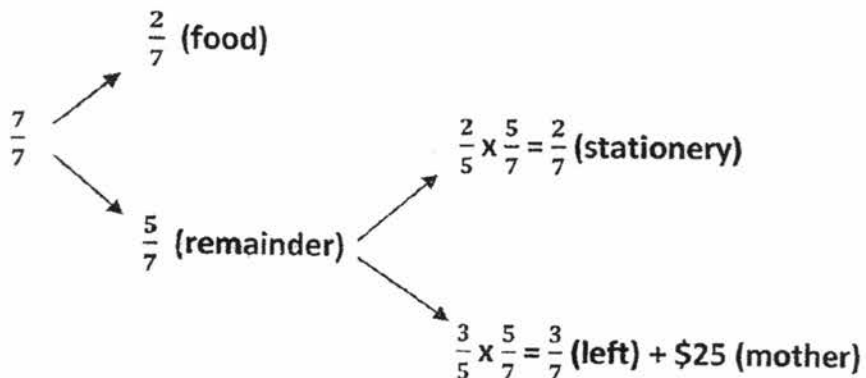 2/7 (food)
7/7
2/5 x 5/7 = 2/7 (stationery)
5/7 (remainder)
3/5 x 5/7 = 3/7 (left) + $25 (mother)